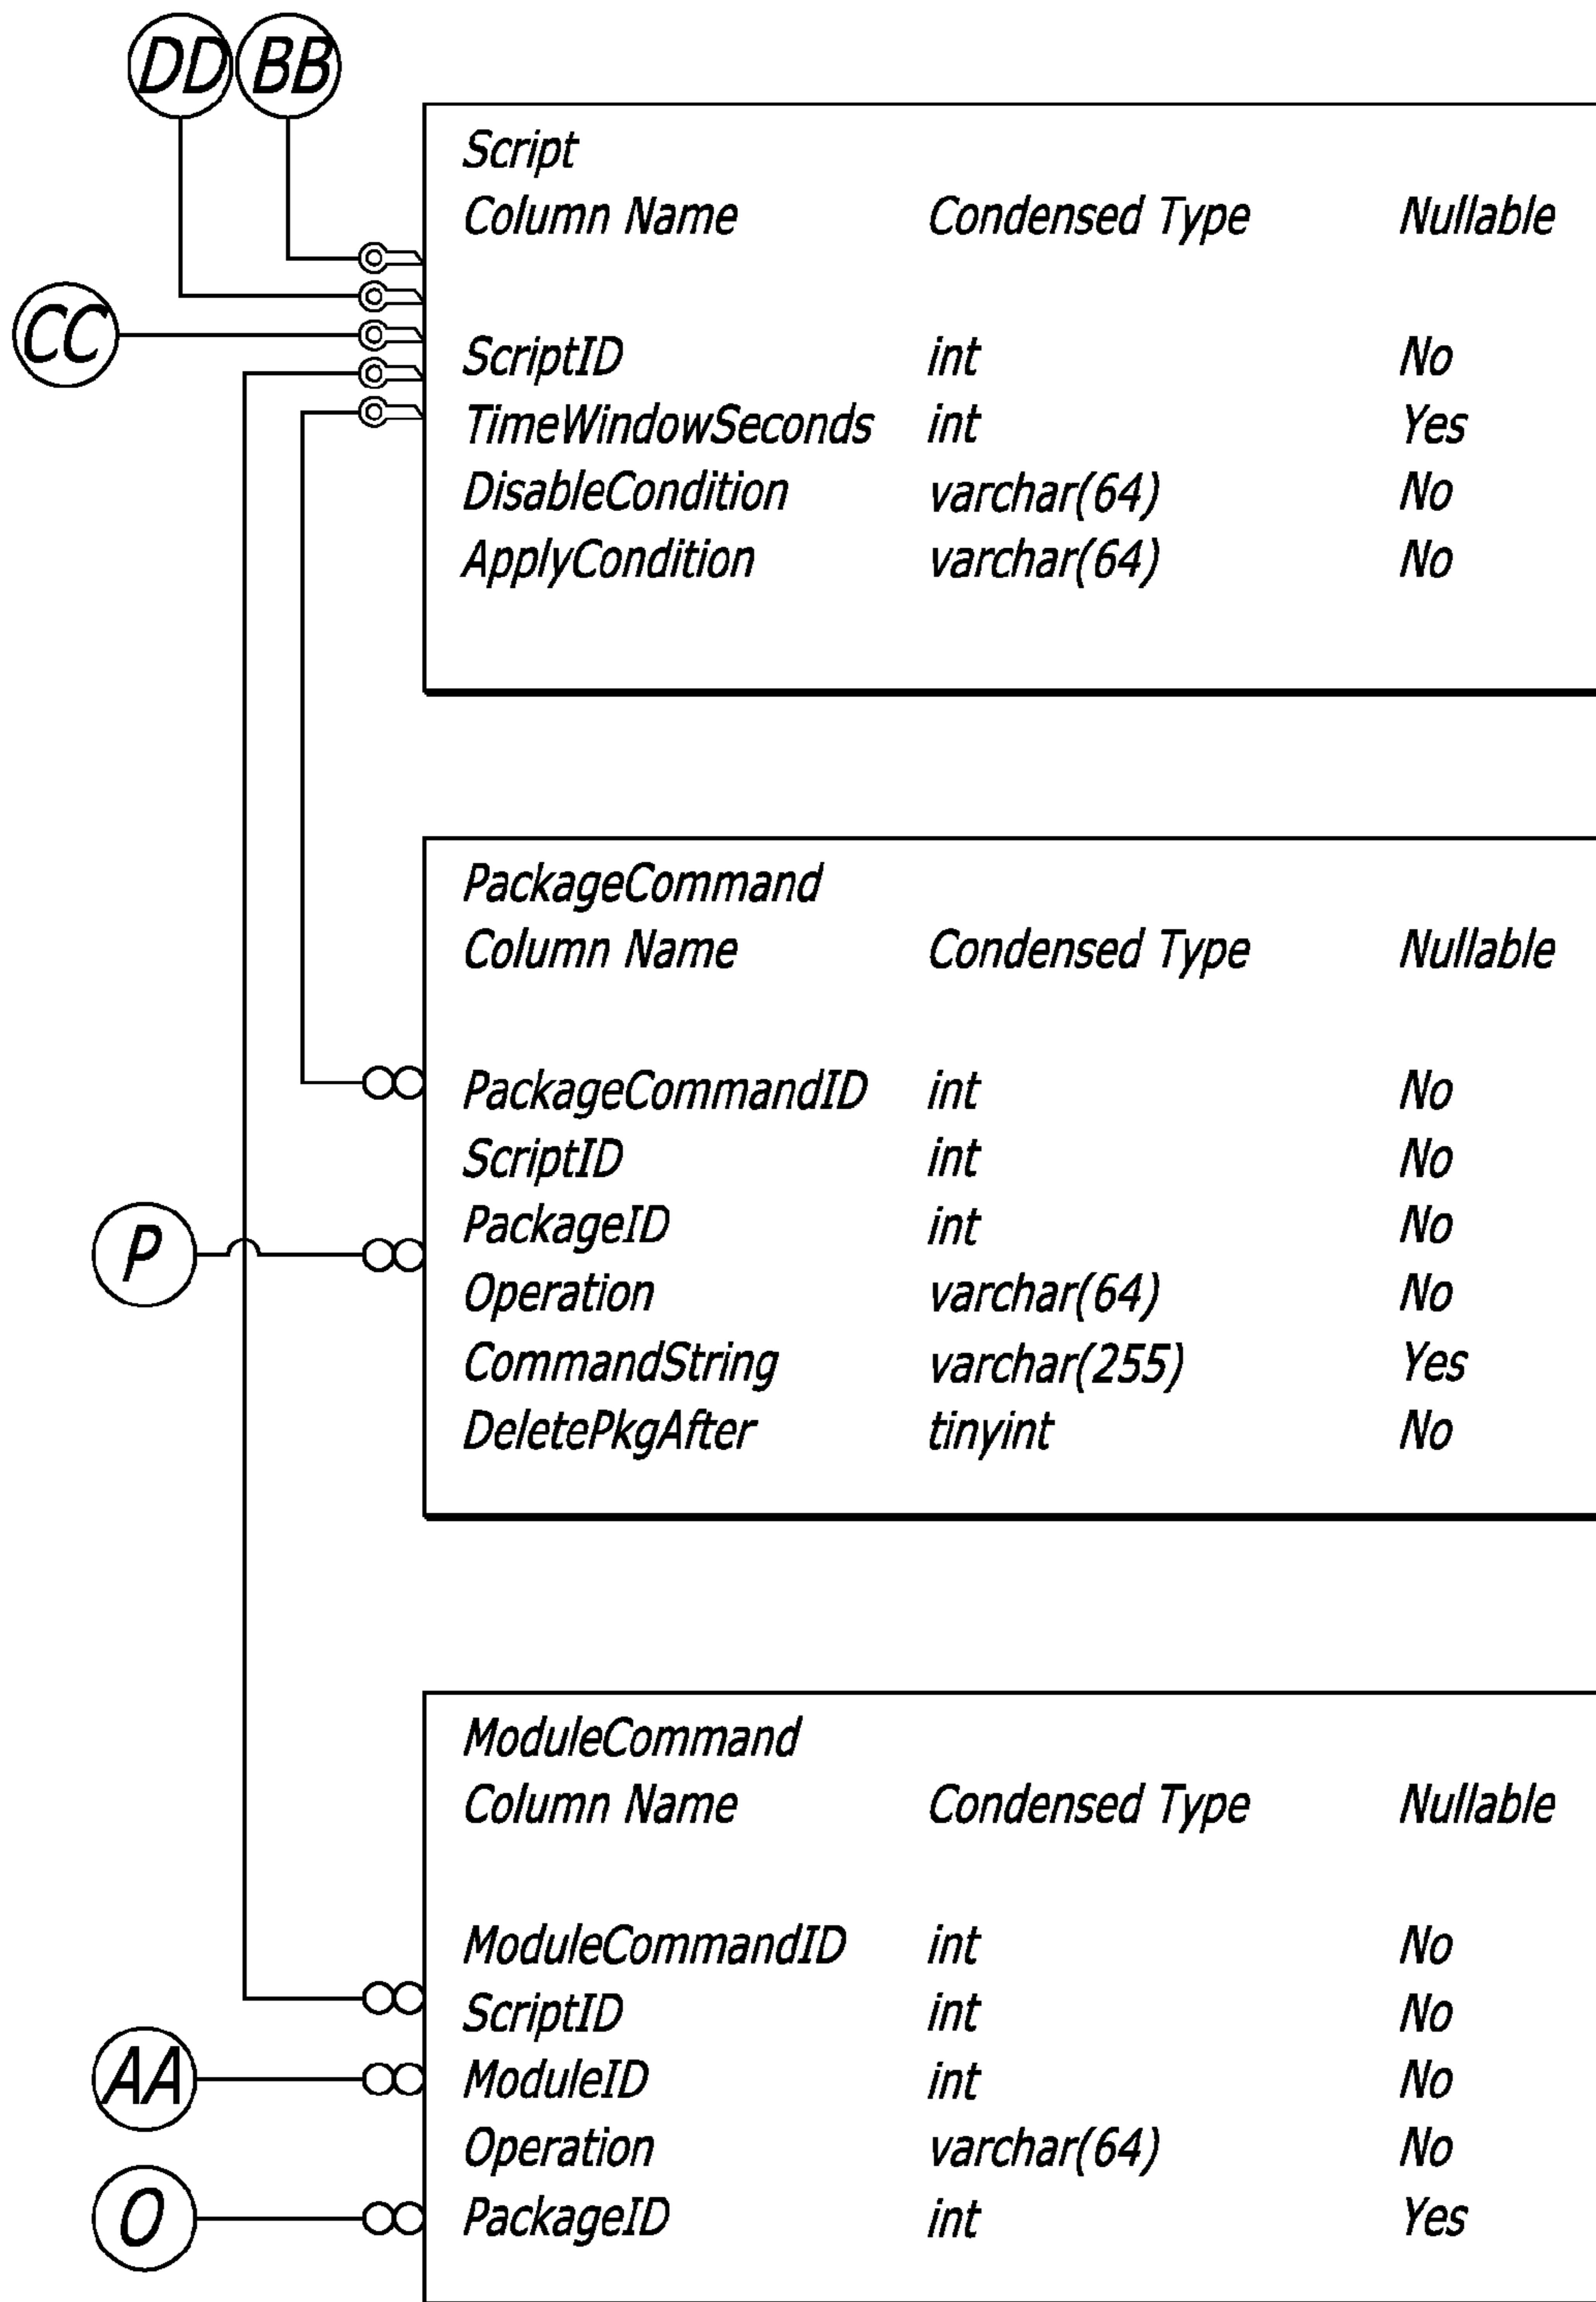 DD BB
Script
Column Name Condensed Type Nullable
CC
ScriptID int No
TimeWindowSeconds int Yes
DisableCondition varchar(64) No
ApplyCondition varchar(64) No
PackageCommand
Column Name Condensed Type Nullable
PackageCommandID int No
ScriptID int No
PackageID int No
P
Operation varchar(64) No
CommandString varchar(255) Yes
DeletePkgAfter tinyint No
ModuleCommand
Column Name Condensed Type Nullable
ModuleCommandID int No
ScriptID int No
AA
ModuleID int No
Operation varchar(64) No
O
PackageID int Yes